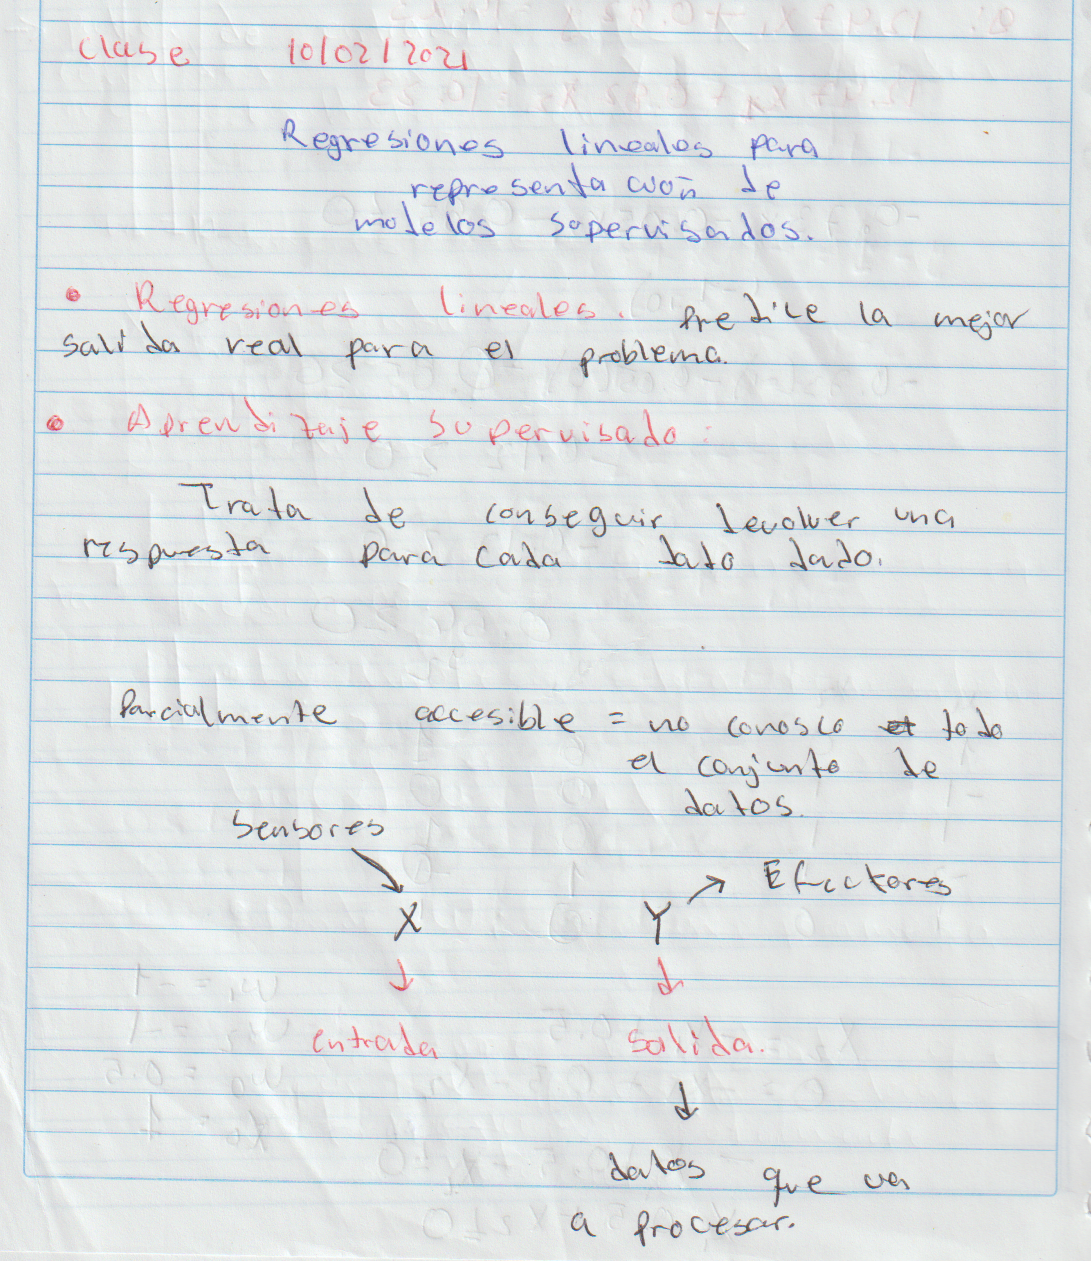 Clase 10/02/2021
Regresiones lineales para
representación de
modelos supervisados.
• Regresiones lineales. Predice la mejor
salida real para el problema.
• Aprendizaje supervisado:
Trata de conseguir devolver una
respuesta para cada dato dado.
Parcialmente accesible = no conosco todo
el conjunto de
datos.
Sensores
Efectores
X Y
entrada salida.
datos que va
a procesar.